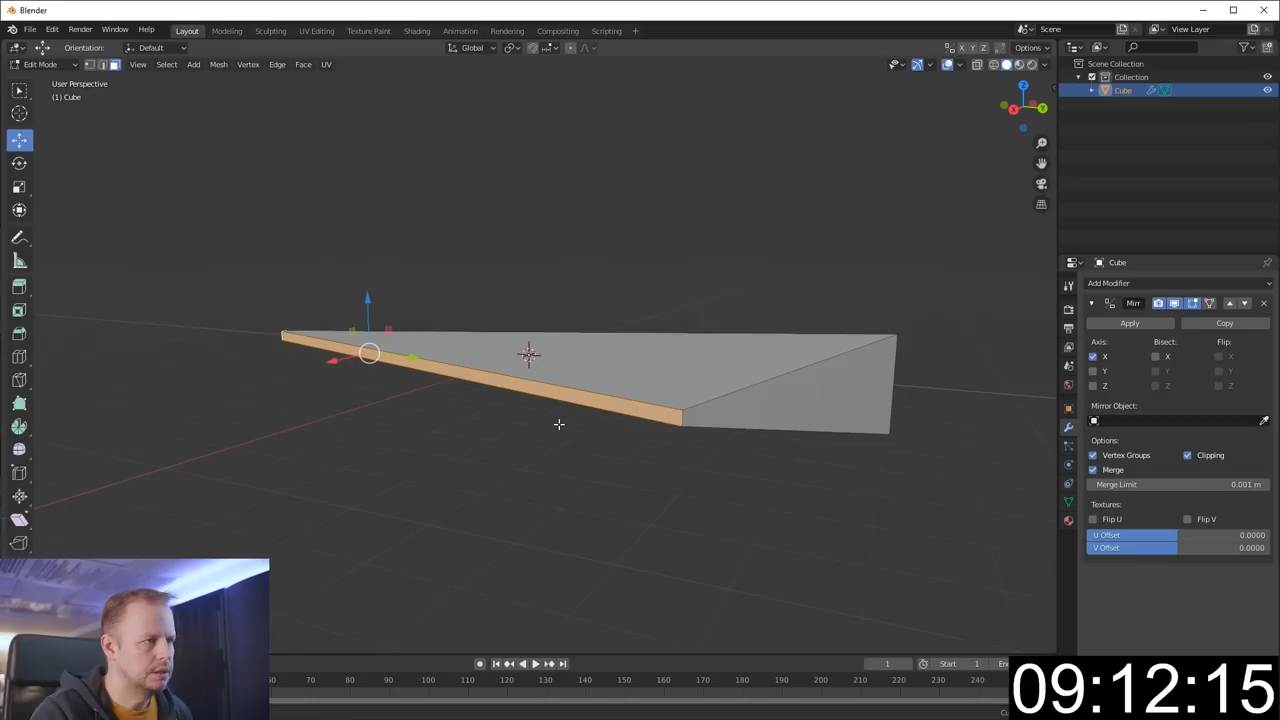 Blender
File Edit Render Window Help Layout Modeling Sculpting UV Editing Texture Paint Shading Animation Rendering Compositing Scripting Scene View Layer
Orientation: Default Global X Y Z Options
Edit Mode View Select Add Mesh Vertex Edge Face UV
User Perspective
(1) Cube
Z
X Y
Scene Collection
Collection
Cube
Cube
Add Modifier
Mirr
Apply Copy
Axis: Bisect: Flip:
X X X
Y Y Y
Z Z Z
Mirror Object:
Options:
Vertex Groups Clipping
Merge
Merge Limit 0.001 m
Textures:
Flip U Flip V
U Offset 0.0000
V Offset 0.0000
1 Start 1
60 70 80 90 100 110 120 130 140 150 160 170 180 190 200 210 220 230 240
09:12:15